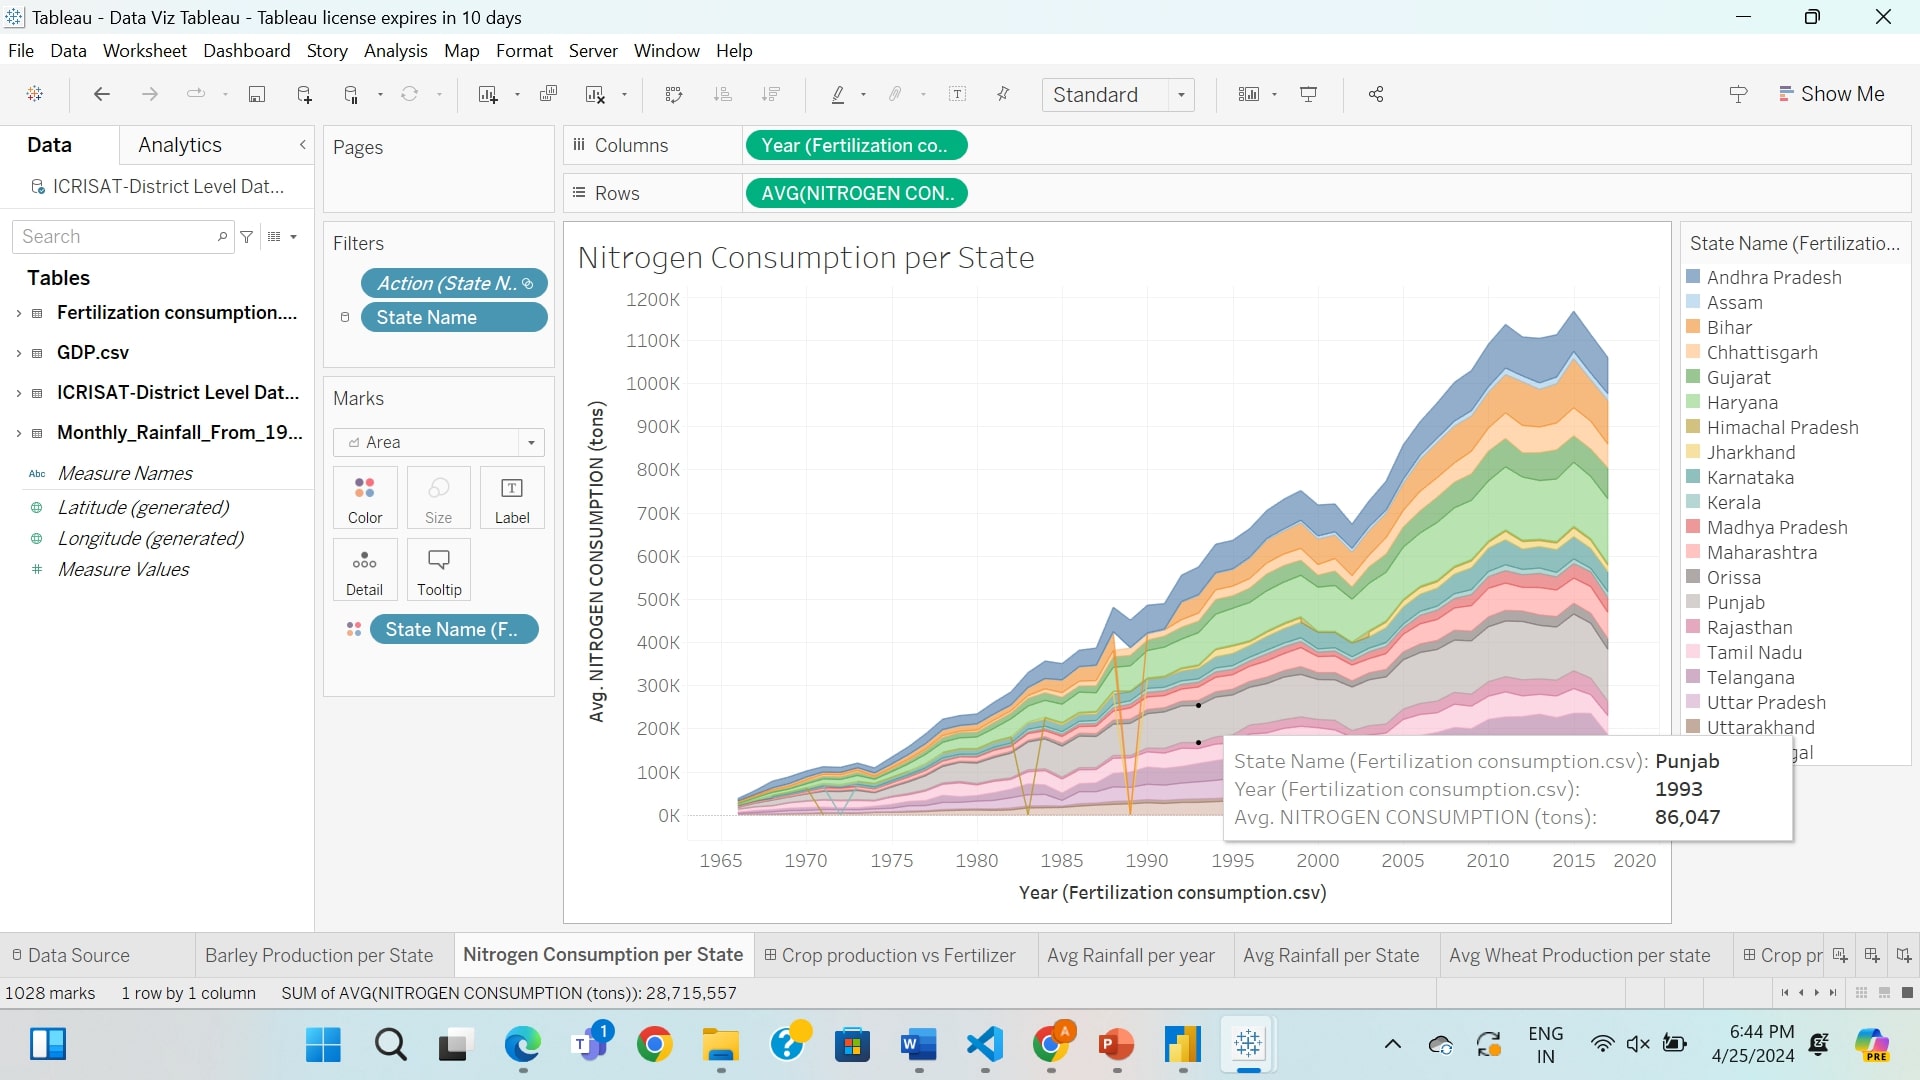 Tableau - Data Viz Tableau - Tableau license expires in 10 days
File Data Worksheet Dashboard Story Analysis Map Format Server Window Help
Standard
Show Me
Data Analytics
ICRISAT-District Level Dat...
Search
Tables
Fertilization consumption....
GDP.csv
ICRISAT-District Level Dat...
Monthly_Rainfall_From_19...
Abc Measure Names
Latitude (generated)
Longitude (generated)
# Measure Values
Pages
Filters
Action (State N..
State Name
Marks
Area
Color Size Label
Detail Tooltip
State Name (F..
Columns Year (Fertilization co..
Rows AVG(NITROGEN CON..
Nitrogen Consumption per State
Avg. NITROGEN CONSUMPTION (tons)
1200K
1100K
1000K
900K
800K
700K
600K
500K
400K
300K
200K
100K
0K
1965 1970 1975 1980 1985 1990 1995 2000 2005 2010 2015 2020
Year (Fertilization consumption.csv)
State Name (Fertilization consumption.csv): Punjab
Year (Fertilization consumption.csv): 1993
Avg. NITROGEN CONSUMPTION (tons): 86,047
State Name (Fertilizatio...
Andhra Pradesh
Assam
Bihar
Chhattisgarh
Gujarat
Haryana
Himachal Pradesh
Jharkhand
Karnataka
Kerala
Madhya Pradesh
Maharashtra
Orissa
Punjab
Rajasthan
Tamil Nadu
Telangana
Uttar Pradesh
Uttarakhand
gal
Data Source Barley Production per State Nitrogen Consumption per State Crop production vs Fertilizer Avg Rainfall per year Avg Rainfall per State Avg Wheat Production per state Crop pr
1028 marks 1 row by 1 column SUM of AVG(NITROGEN CONSUMPTION (tons)): 28,715,557
1
T
W
A
P
ENG
IN
6:44 PM
4/25/2024
PRE